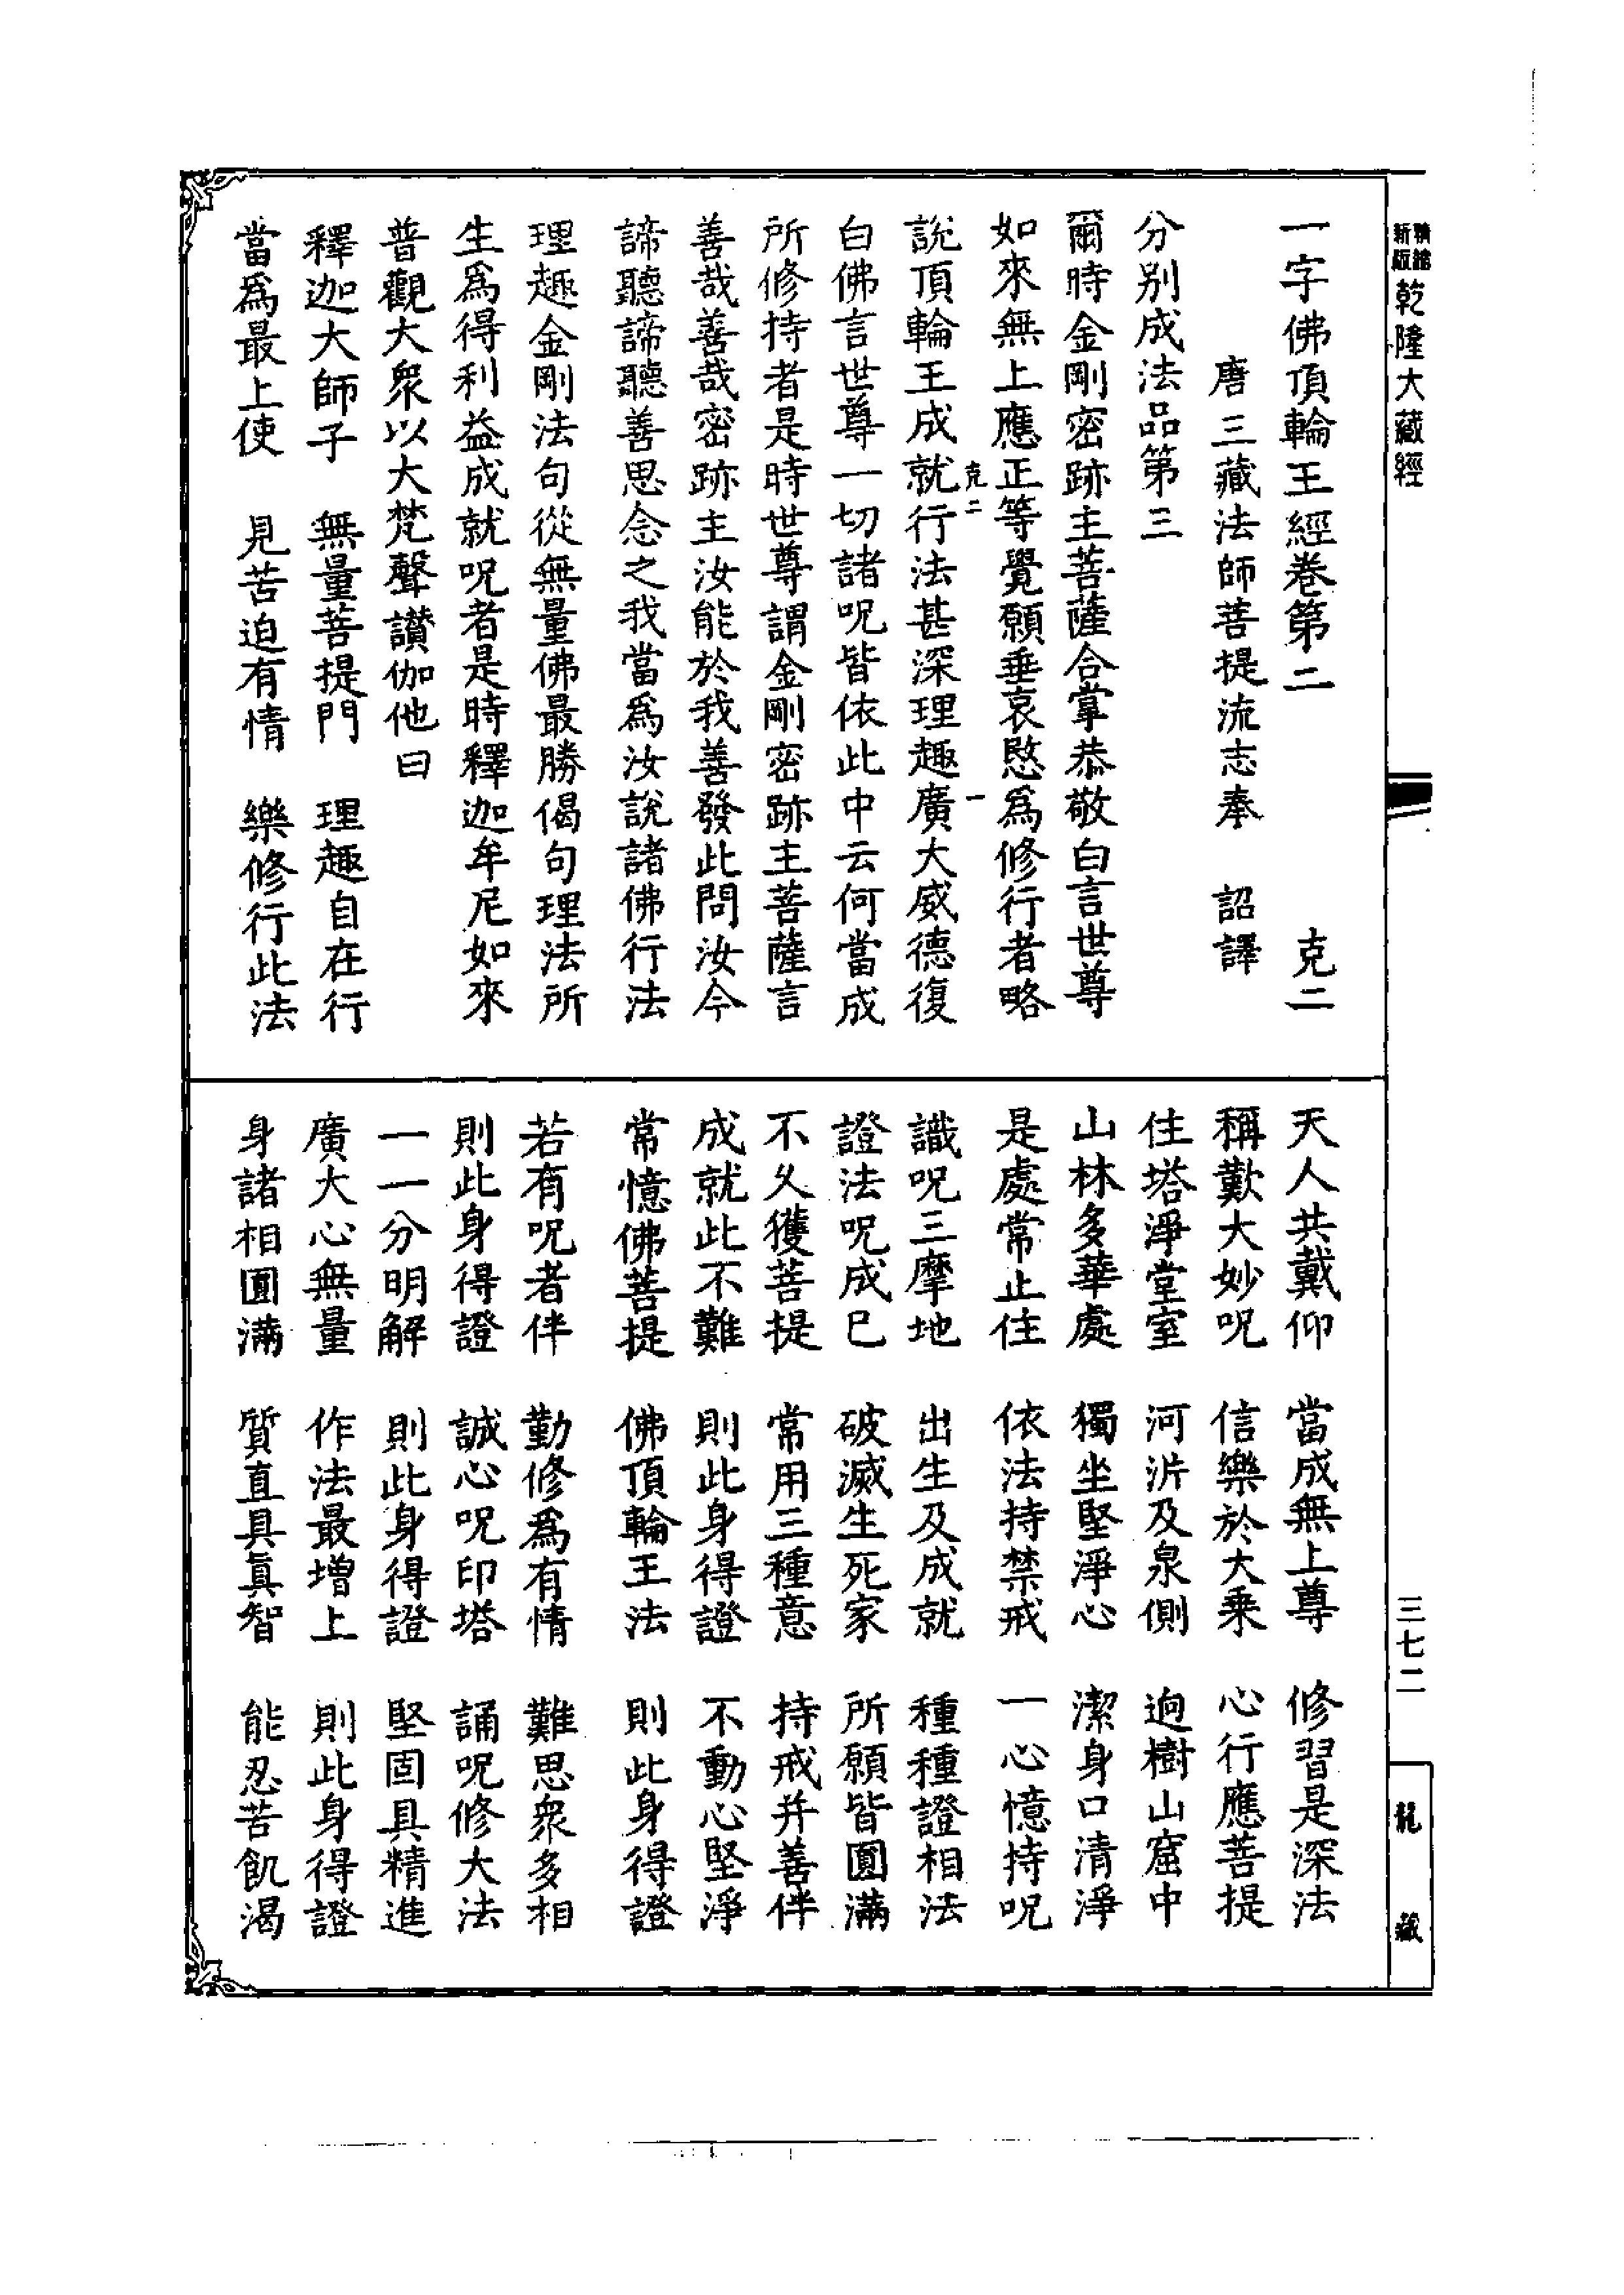 新版
精縮
乾隆大藏經
一字佛頂輪王經卷第二 克二
唐三藏法師菩提流志奉 詔譯
分别成法品第三
爾時金剛密跡主菩薩合掌恭敬白言世尊
如來無上應正等覺願垂哀愍爲修行者略
克二 一
說頂輪王成就行法甚深理趣廣大威德復
白佛言世尊一切諸呪皆依此中云何當成
所修持者是時世尊謂金剛密跡主菩薩言
善哉善哉密跡主汝能於我善發此問汝今
諦聽諦聽善思念之我當爲汝說諸佛行法
理趣金剛法句從無量佛最勝偈句理法所
生爲得利益成就呪者是時釋迦牟尼如來
普觀大衆以大梵聲讃伽他曰
釋迦大師子 無量菩提門 理趣自在行
當爲最上使 見苦迫有情 樂修行此法
天人共戴仰 當成無上尊 修習是深法
稱歎大妙呪 信樂於大乘 心行應菩提
住塔淨堂室 河泝及泉側 逈樹山窟中
山林多華處 獨坐堅淨心 潔身口清淨
是處常止住 依法持禁戒 一心憶持呪
識呪三摩地 出生及成就 種種證相法
證法呪成已 破滅生死家 所願皆圓滿
不久獲菩提 常用三種意 持戒并善伴
成就此不難 則此身得證 不動心堅淨
常憶佛菩提 佛頂輪王法 則此身得證
若有呪者伴 勤修爲有情 難思衆多相
則此身得證 誠心呪印塔 誦呪修大法
一一分明解 則此身得證 堅固具精進
廣大心無量 作法最增上 則此身得證
身諸相圓滿 質直具眞智 能忍苦飢渴
三七二
龍 藏